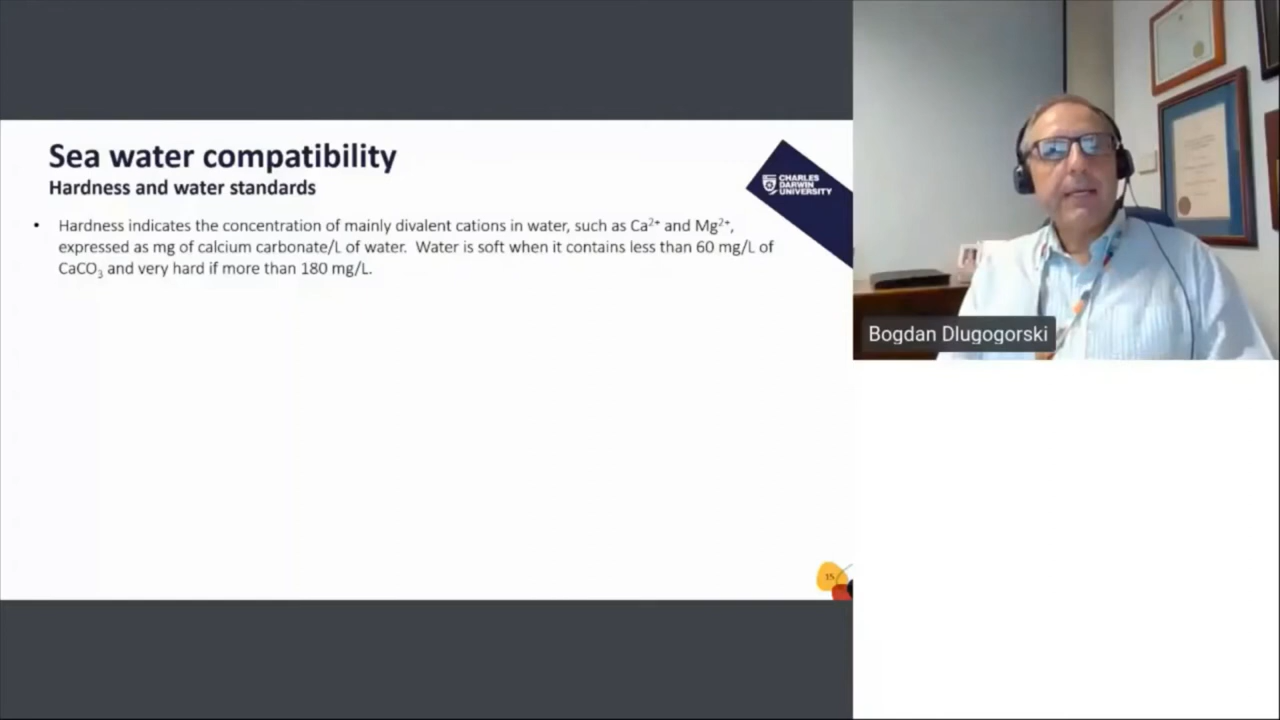 Sea water compatibility
Hardness and water standards
• Hardness indicates the concentration of mainly divalent cations in water, such as Ca²⁺ and Mg²⁺,
expressed as mg of calcium carbonate/L of water. Water is soft when it contains less than 60 mg/L of
CaCO₃ and very hard if more than 180 mg/L.
CHARLES
DARWIN
UNIVERSITY
15
Bogdan Dlugogorski